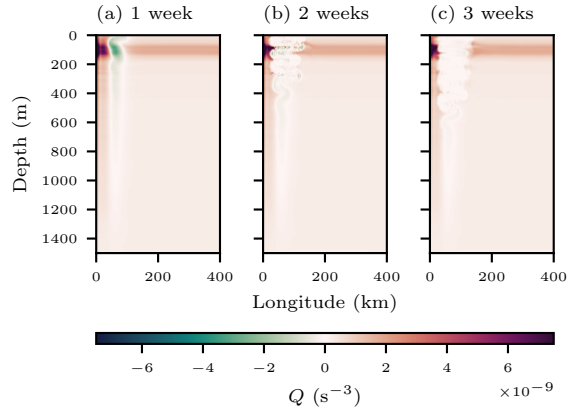 (a) 1 week (b) 2 weeks (c) 3 weeks
0
200
400
600
800
1000
1200
1400
Depth (m)
0 200 400 0 200 400 0 200 400
Longitude (km)
−6 −4 −2 0 2 4 6
×10⁻⁹
Q (s⁻³)